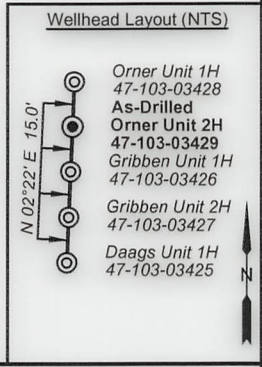 Wellhead Layout (NTS)
N 02°22' E 15.0'
Orner Unit 1H
47-103-03428
As-Drilled
Orner Unit 2H
47-103-03429
Gribben Unit 1H
47-103-03426
Gribben Unit 2H
47-103-03427
Daags Unit 1H
47-103-03425
N